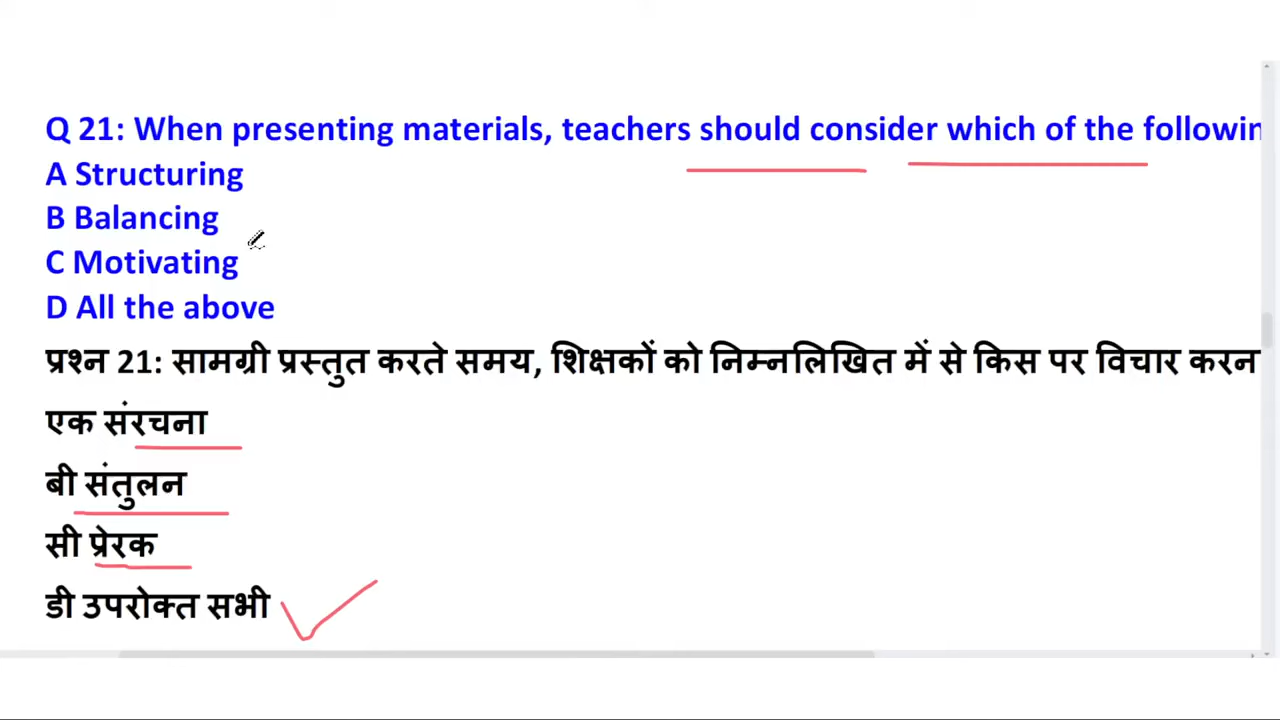 Q 21: When presenting materials, teachers should consider which of the followin
A Structuring
B Balancing
C Motivating
D All the above
प्रश्न 21: सामग्री प्रस्तुत करते समय, शिक्षकों को निम्नलिखित में से किस पर विचार करन
एक संरचना
बी संतुलन
सी प्रेरक
डी उपरोक्त सभी